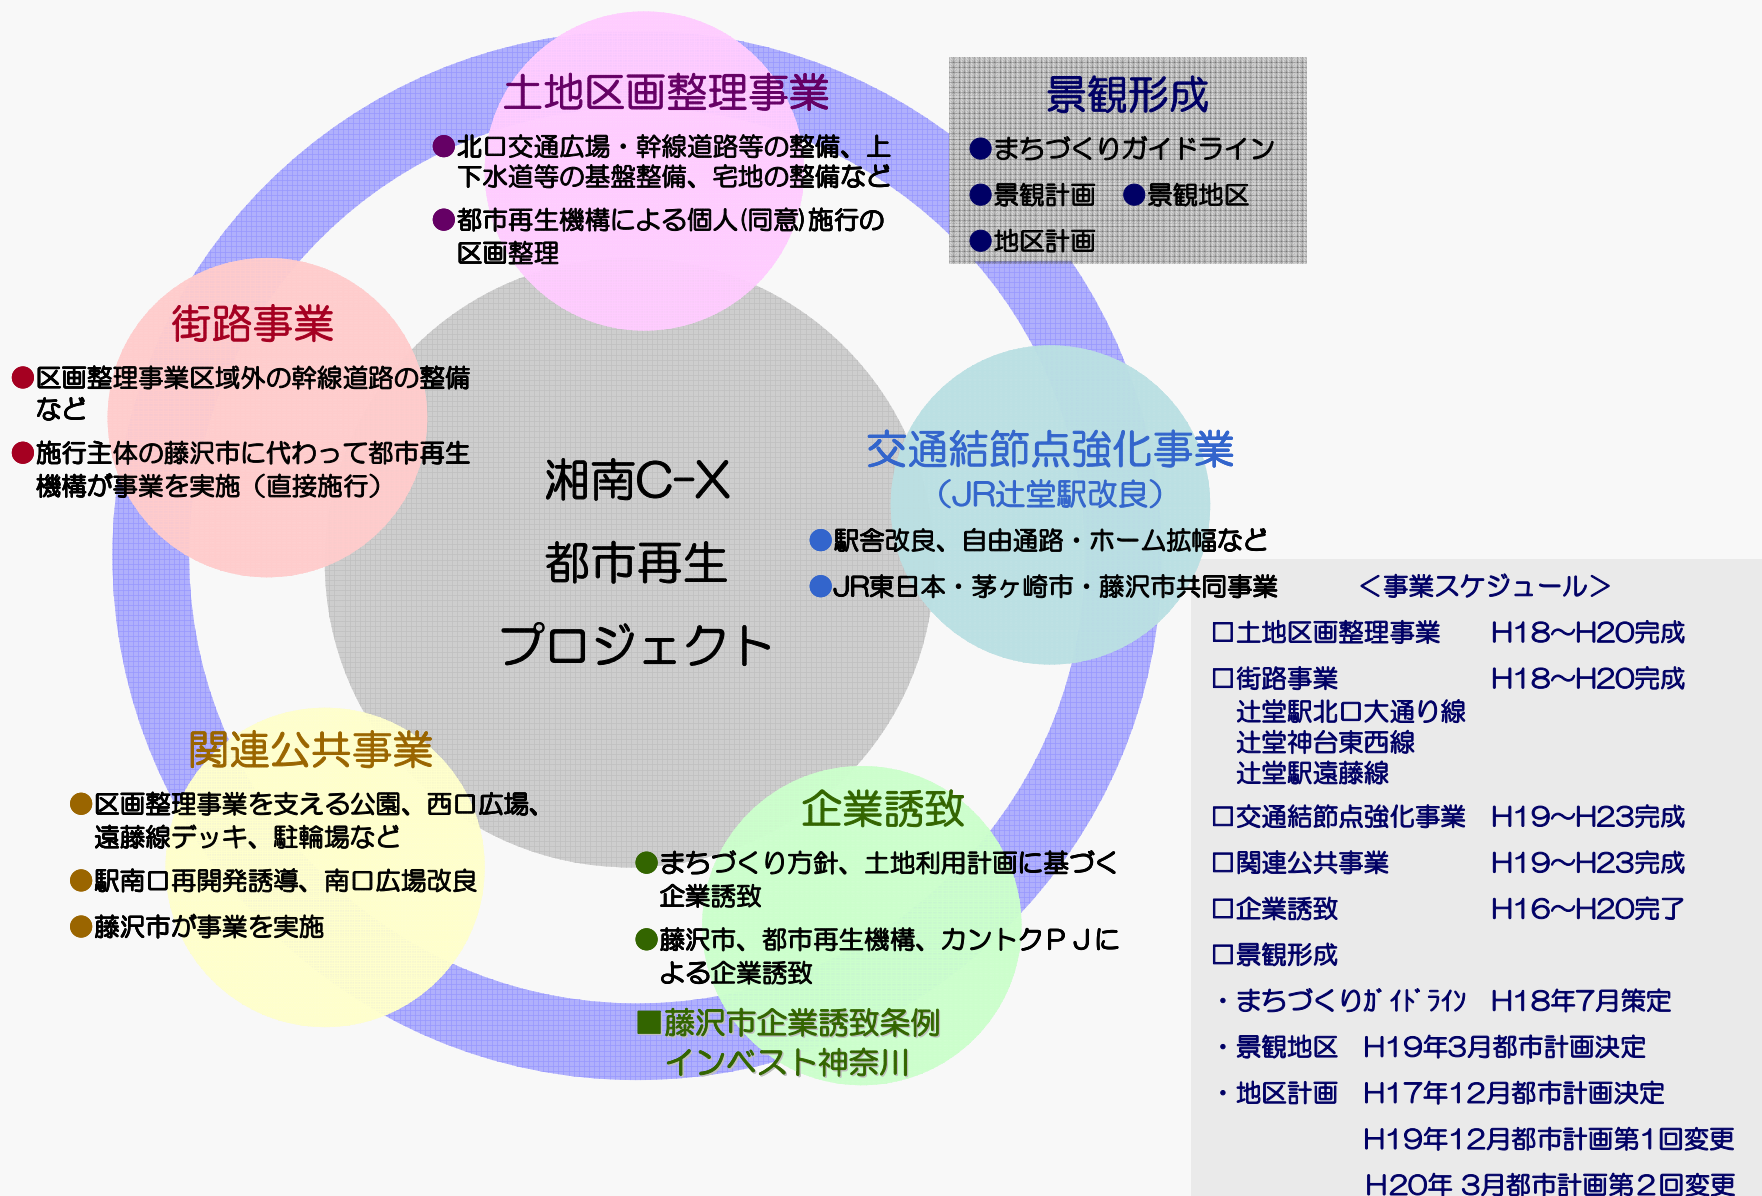 土地区画整理事業
●北口交通広場・幹線道路等の整備、上
下水道等の基盤整備、宅地の整備など
●都市再生機構による個人(同意)施行の
区画整理
景観形成
●まちづくりガイドライン
●景観計画 ●景観地区
●地区計画
街路事業
●区画整理事業区域外の幹線道路の整備
など
●施行主体の藤沢市に代わって都市再生
機構が事業を実施（直接施行）
湘南C-X
都市再生
プロジェクト
交通結節点強化事業
（JR辻堂駅改良）
●駅舎改良、自由通路・ホーム拡幅など
●JR東日本・茅ヶ崎市・藤沢市共同事業
関連公共事業
●区画整理事業を支える公園、西口広場、
遠藤線デッキ、駐輪場など
●駅南口再開発誘導、南口広場改良
●藤沢市が事業を実施
企業誘致
●まちづくり方針、土地利用計画に基づく
企業誘致
●藤沢市、都市再生機構、カントクＰＪに
よる企業誘致
■藤沢市企業誘致条例
インベスト神奈川
＜事業スケジュール＞
□土地区画整理事業 H18～H20完成
□街路事業 H18～H20完成
辻堂駅北口大通り線
辻堂神台東西線
辻堂駅遠藤線
□交通結節点強化事業 H19～H23完成
□関連公共事業 H19～H23完成
□企業誘致 H16～H20完了
□景観形成
・まちづくりｶﾞｲﾄﾞﾗｲﾝ H18年7月策定
・景観地区 H19年3月都市計画決定
・地区計画 H17年12月都市計画決定
H19年12月都市計画第1回変更
H20年 3月都市計画第２回変更